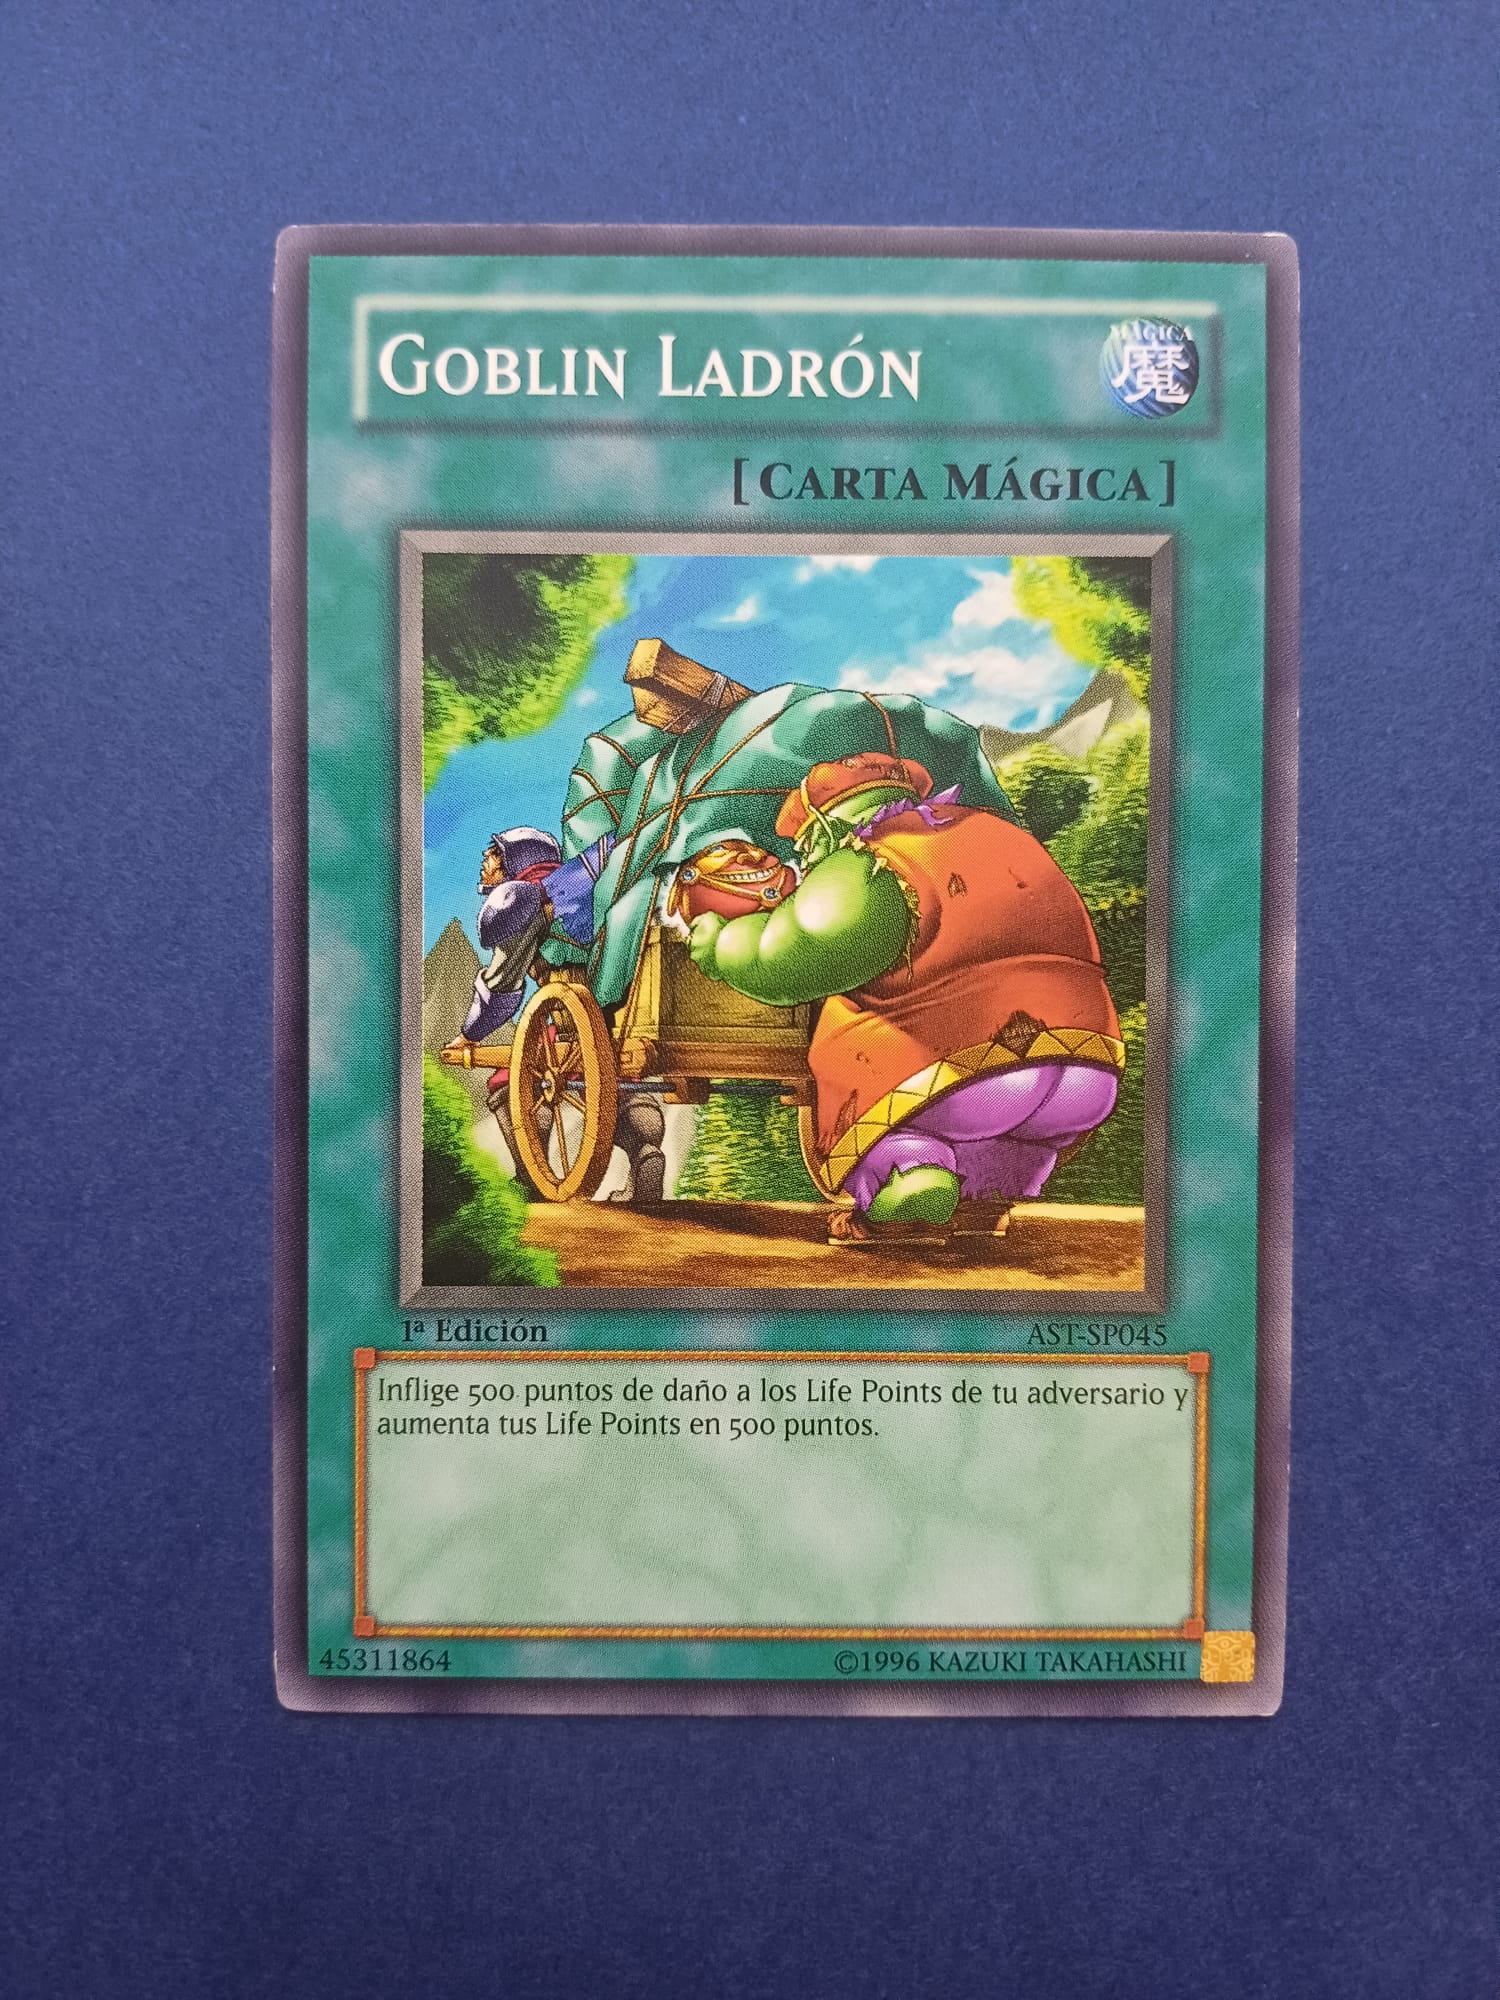 GOBLIN LADRÓN
MÁGICA
魔
[CARTA MÁGICA]
1ª Edición
AST-SP045
Inflige 500 puntos de daño a los Life Points de tu adversario y
aumenta tus Life Points en 500 puntos.
45311864
©1996 KAZUKI TAKAHASHI